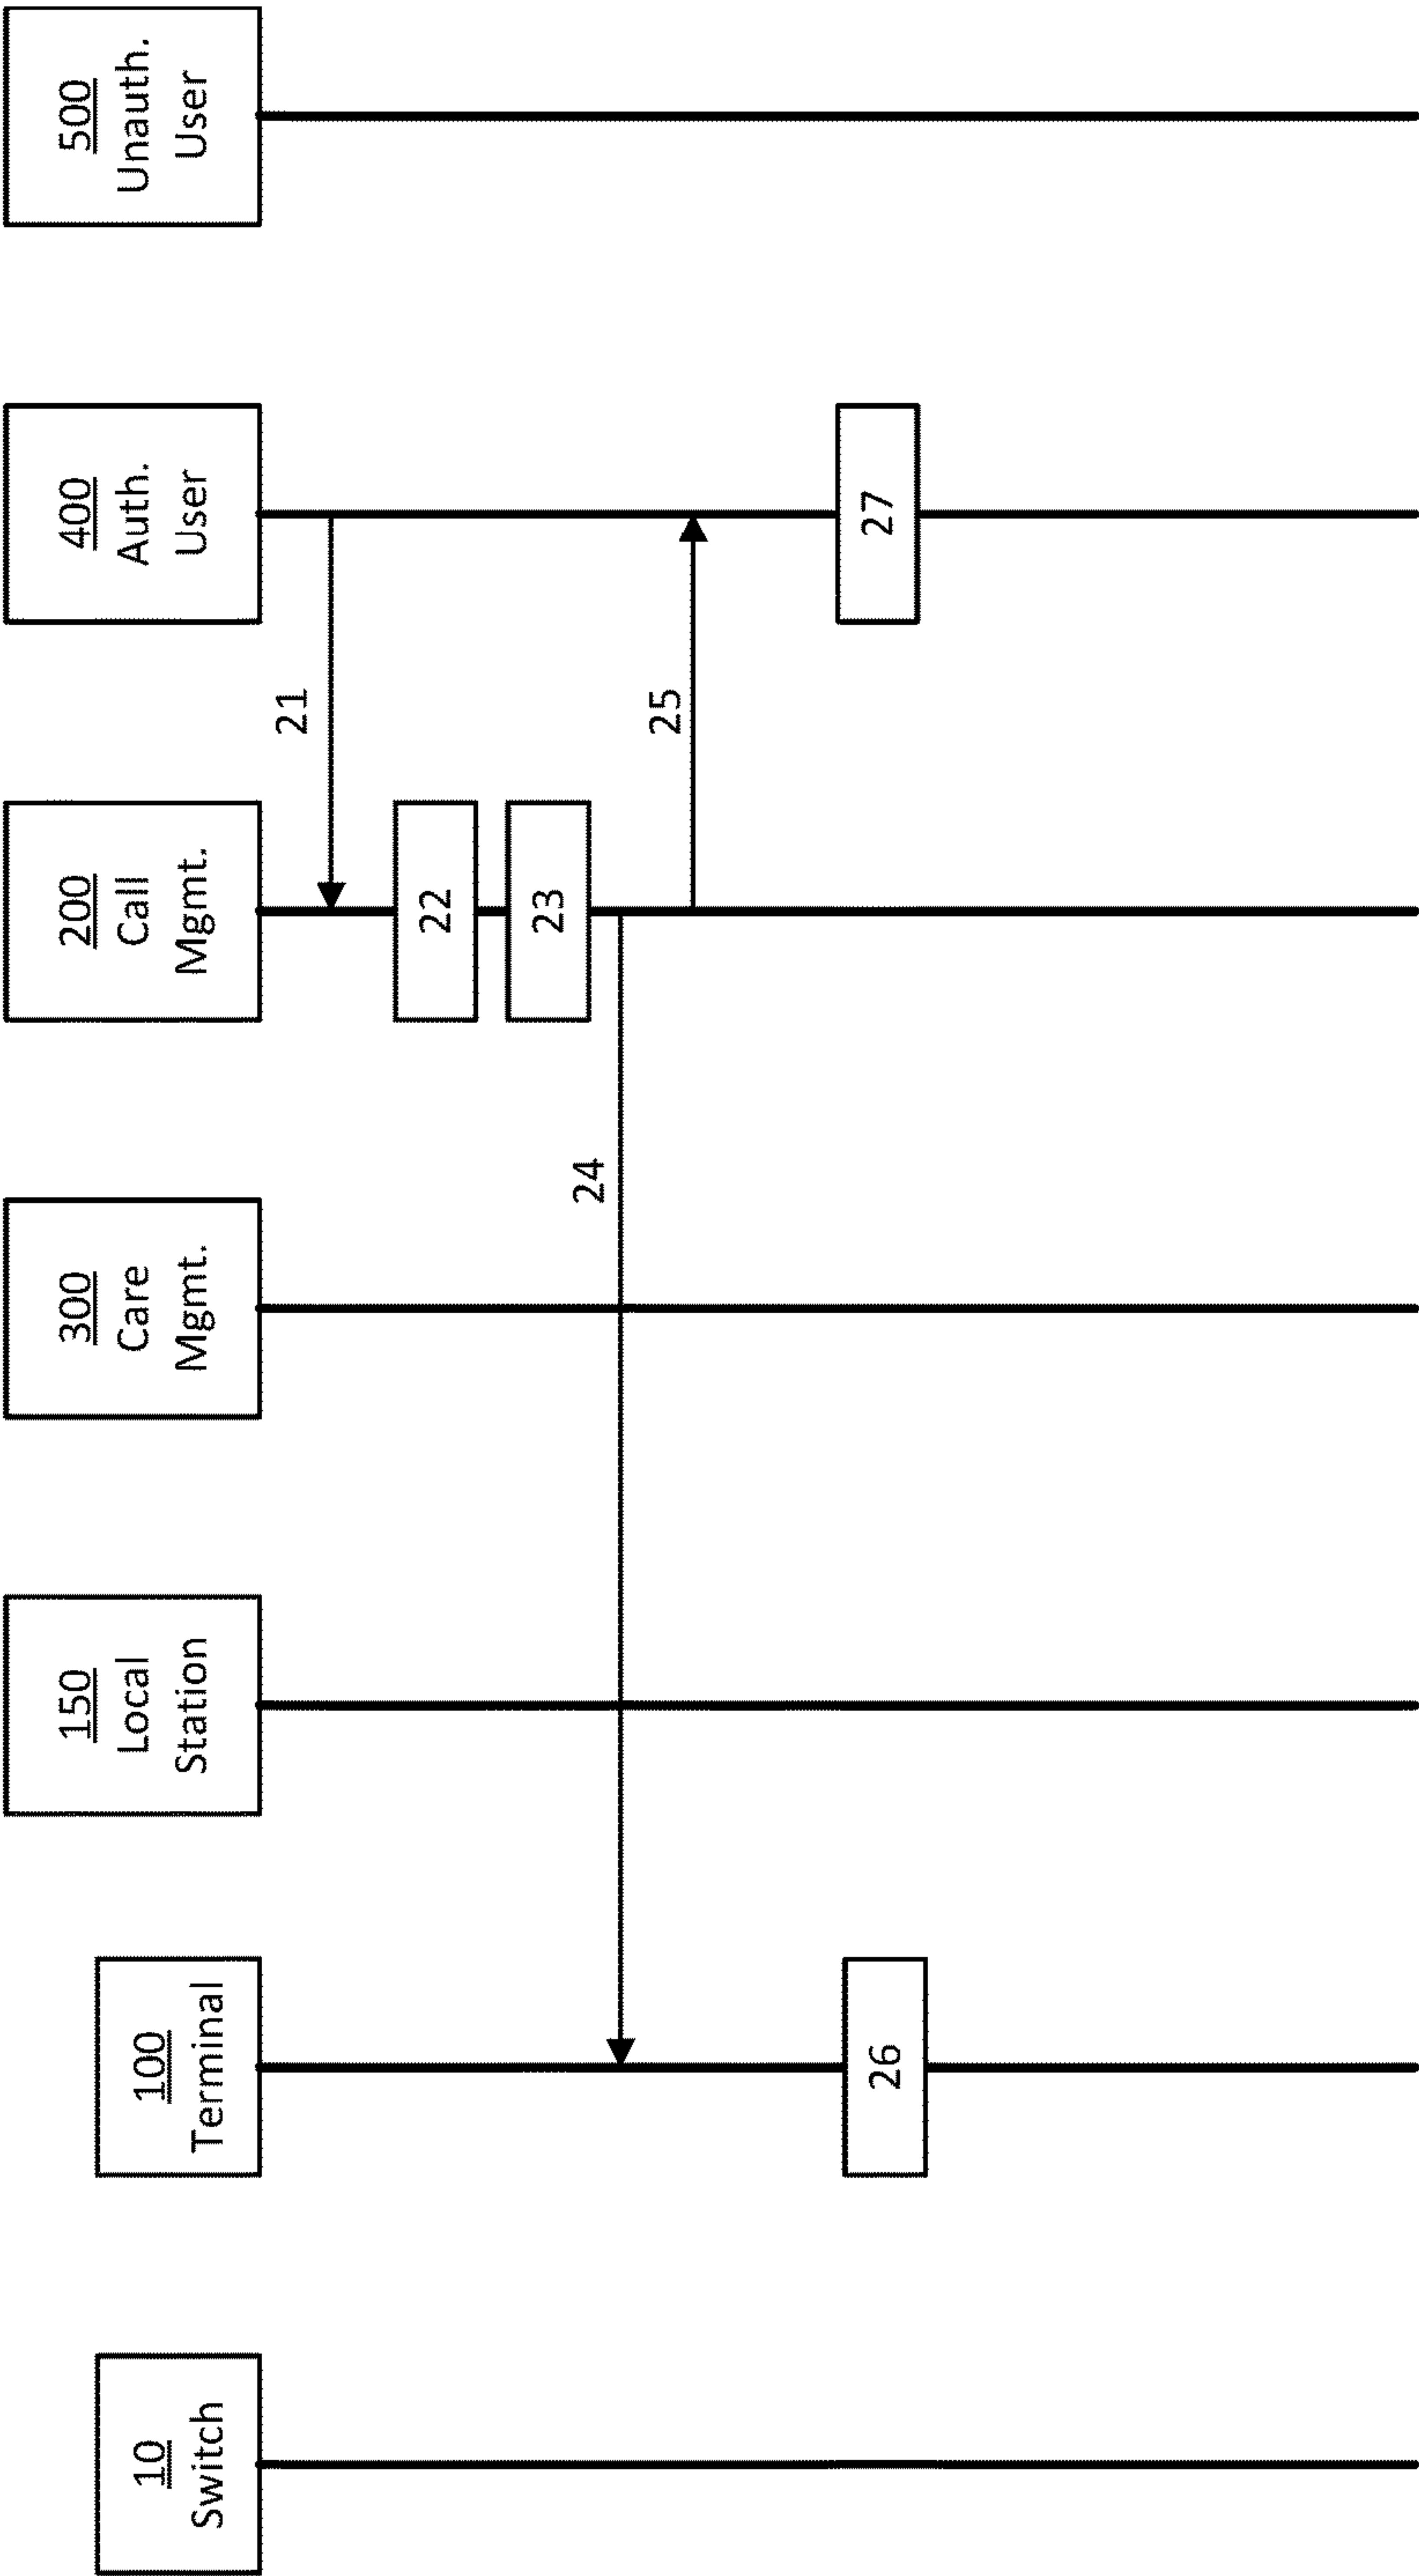 10
Switch
100
Terminal
150
Local
Station
300
Care
Mgmt.
200
Call
Mgmt.
400
Auth.
User
500
Unauth.
User
21
22
23
24
25
26
27